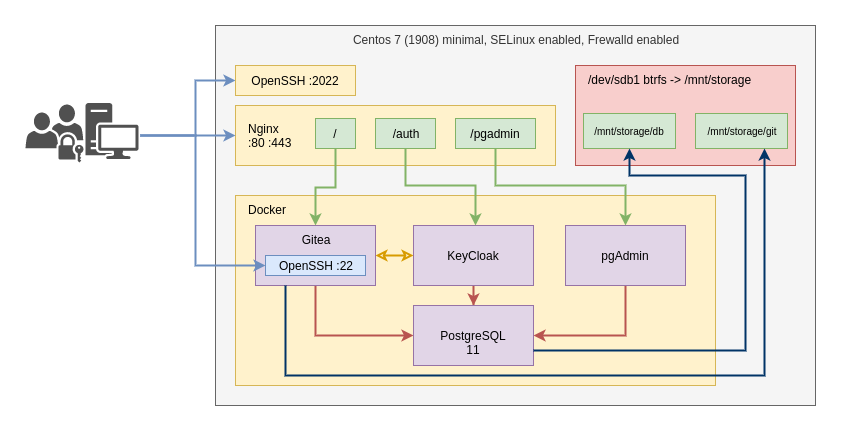 Centos 7 (1908) minimal, SELinux enabled, Frewalld enabled
OpenSSH :2022
/dev/sdb1 btrfs -> /mnt/storage
Nginx
:80 :443
/
/auth
/pgadmin
/mnt/storage/db
/mnt/storage/git
Docker
Gitea
OpenSSH :22
KeyCloak
pgAdmin
PostgreSQL
11